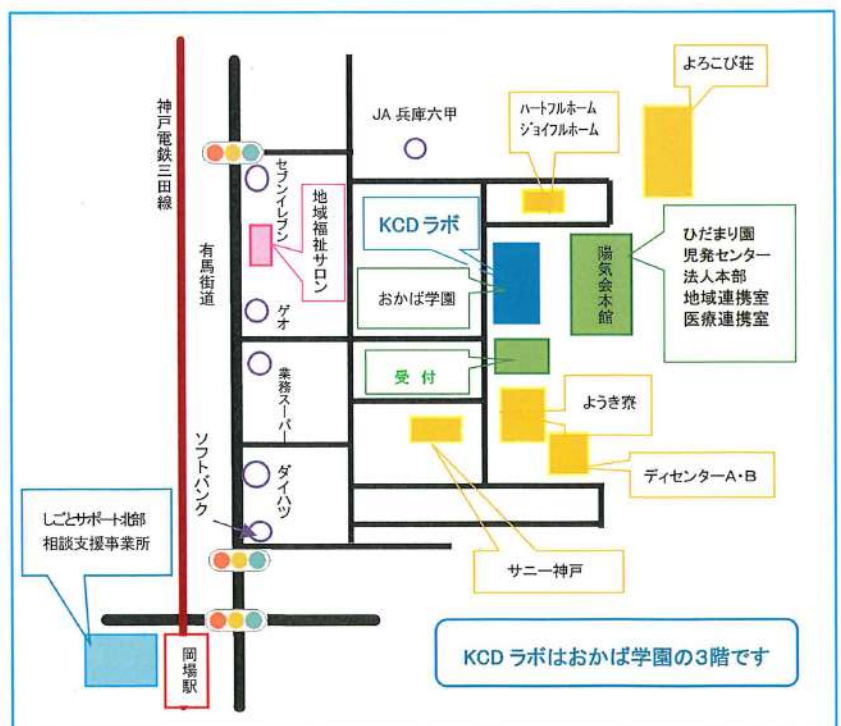 よろこび荘
神戸電鉄三田線
JA 兵庫六甲
ハートフルホーム
ジョイフルホーム
セブンイレブン
地域福祉サロン
KCD ラボ
陽気会本館
ひだまり園
児発センター
法人本部
地域連携室
医療連携室
有馬街道
おかば学園
ゲオ
受付
業務スーパー
ようき寮
ソフトバンク
ダイハツ
ディセンターA・B
しごとサポート北部
相談支援事業所
サニー神戸
岡場駅
KCD ラボはおかば学園の3階です